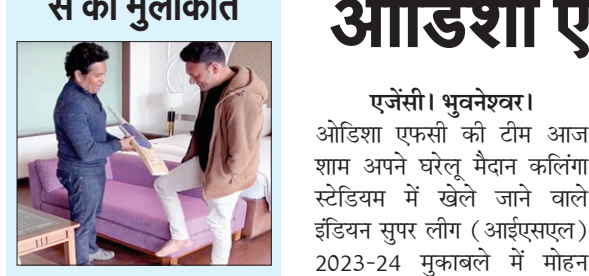 से की मुलाकात
ओडिशा ए
एजेंसी। भुवनेश्वर।
ओडिशा एफसी की टीम आज
शाम अपने घरेलू मैदान कलिंगा
स्टेडियम में खेले जाने वाले
इंडियन सुपर लीग (आईएसएल)
2023-24 मुकाबले में मोहन